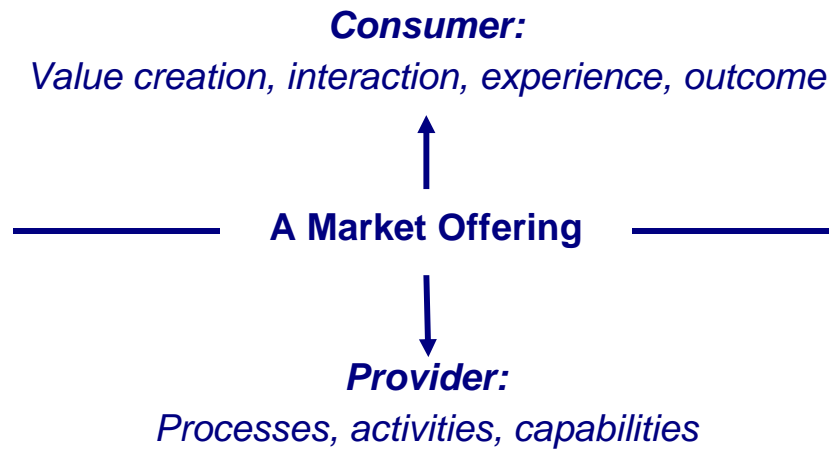 Consumer:
Value creation, interaction, experience, outcome
A Market Offering
Provider:
Processes, activities, capabilities